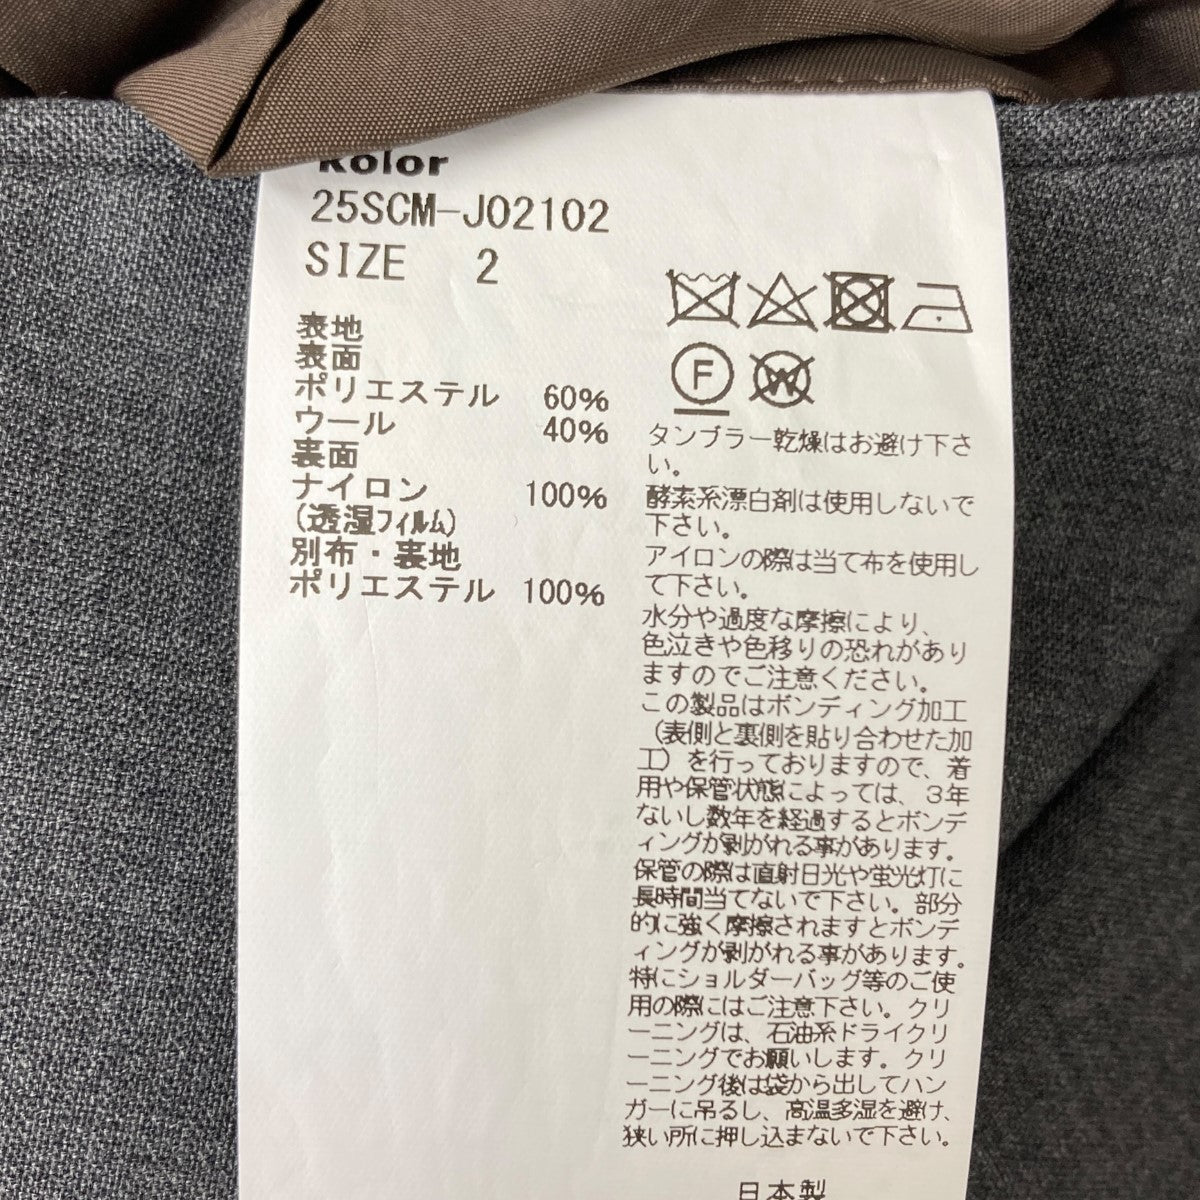 kolor
25SCM-J02102
SIZE 2
表地
表面
ポリエステル 60%
ウール 40%
裏面
ナイロン 100%
(透湿フィルム)
別布・裏地
ポリエステル 100%
F
W
タンブラー乾燥はお避け下さ
い。
酵素系漂白剤は使用しないで
下さい。
アイロンの際は当て布を使用し
て下さい。
水分や過度な摩擦により、
色泣きや色移りの恐れがあり
ますのでご注意ください。
この製品はボンディング加工
(表側と裏側を貼り合わせた加
工)を行っておりますので、着
用や保管状態によっては、3年
ないし数年を経過するとボンデ
ィングが剥がれる事があります。
保管の際は直射日光や蛍光灯に
長時間当てないで下さい。部分
的に強く摩擦されますとボンデ
ィングが剥がれる事があります。
特にショルダーバッグ等のご使
用の際にはご注意下さい。クリ
ーニングは、石油系ドライクリ
ーニングでお願いします。クリ
ーニング後は袋から出してハン
ガーに吊るし、高温多湿を避け、
狭い所に押し込まないで下さい。
日本製